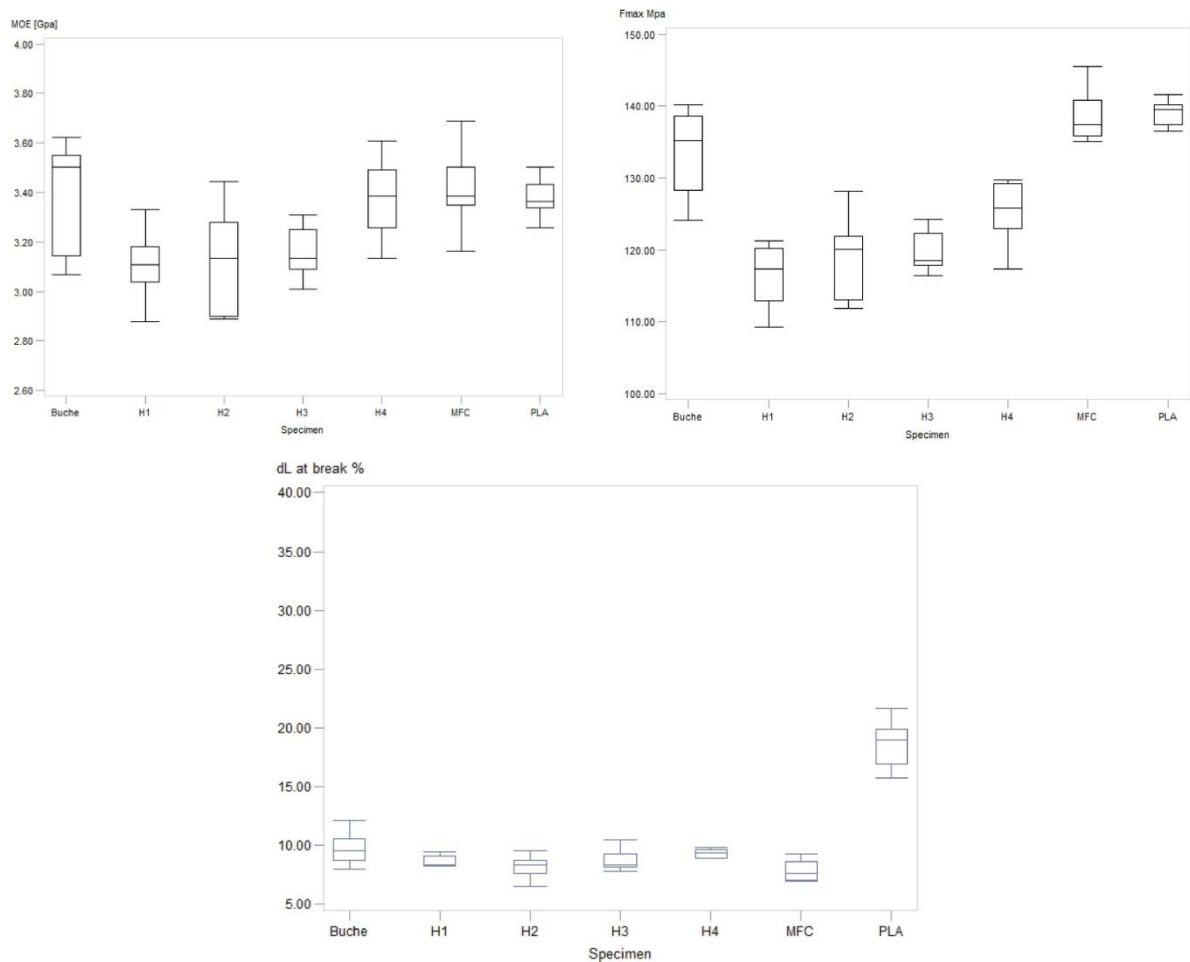 MOE [Gpa]
4.00
3.80
3.60
3.40
3.20
3.00
2.80
2.60
Buche H1 H2 H3 H4 MFC PLA
Specimen
Fmax Mpa
150.00
140.00
130.00
120.00
110.00
100.00
Buche H1 H2 H3 H4 MFC PLA
Specimen
dL at break %
40.00
35.00
30.00
25.00
20.00
15.00
10.00
5.00
Buche H1 H2 H3 H4 MFC PLA
Specimen